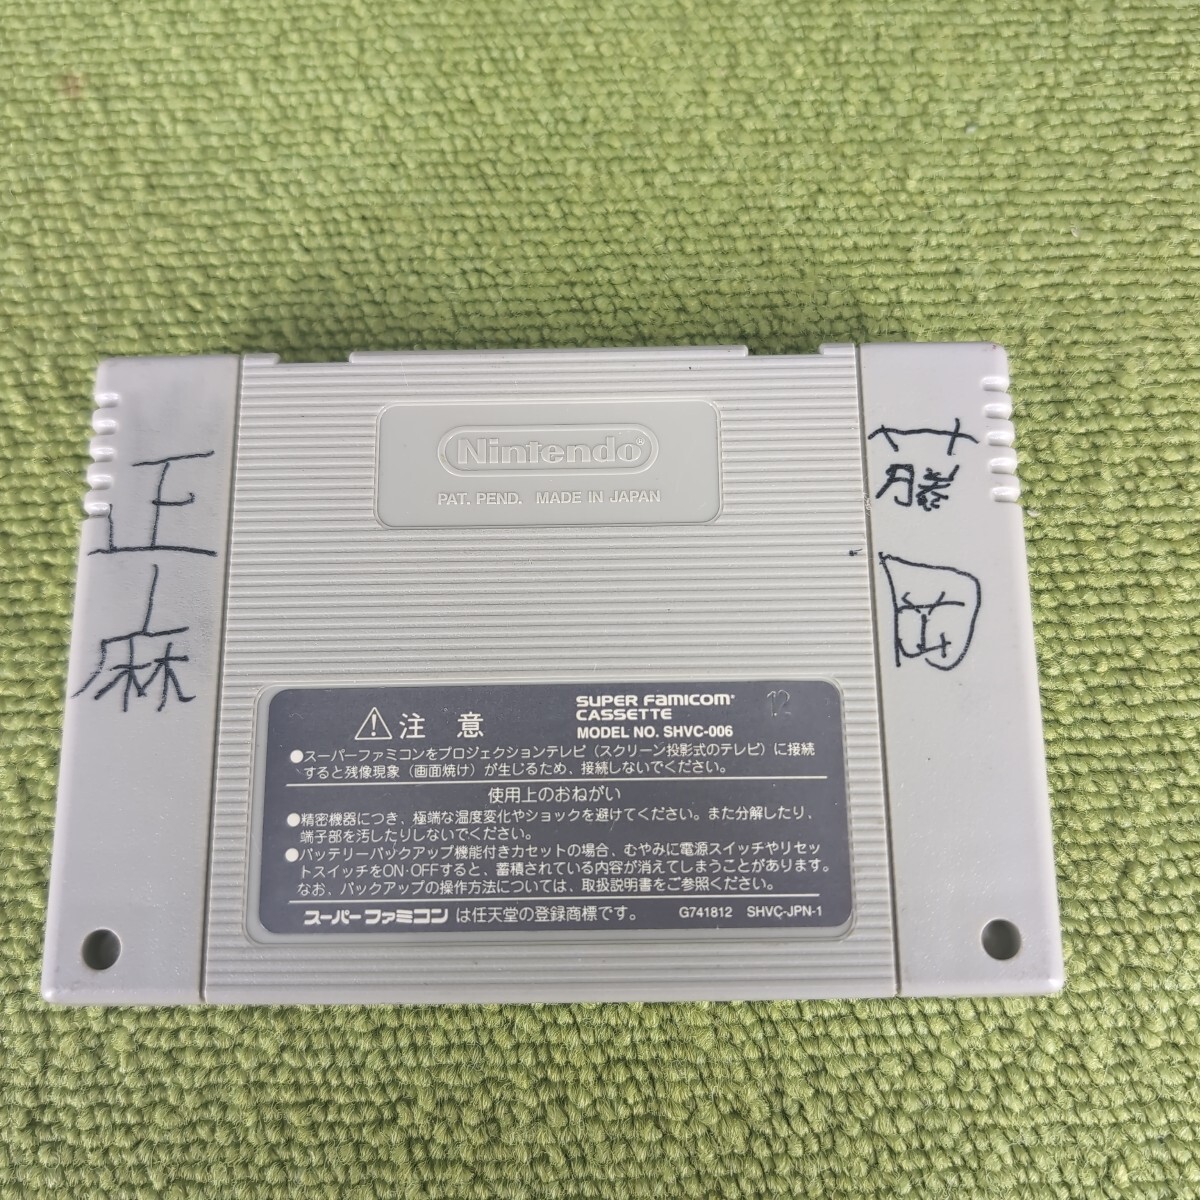 Nintendo®
PAT. PEND. MADE IN JAPAN
藤田
正麻
⚠注意
SUPER FAMICOM®
CASSETTE
MODEL NO. SHVC-006
12
●スーパーファミコンをプロジェクションテレビ（スクリーン投影式のテレビ）に接続
すると残像現象（画面焼け）が生じるため、接続しないでください。
使用上のおねがい
●精密機器につき、極端な温度変化やショックを避けてください。また分解したり、
端子部を汚したりしないでください。
●バッテリーバックアップ機能付きカセットの場合、むやみに電源スイッチやリセッ
トスイッチをON・OFFすると、蓄積されている内容が消えてしまうことがあります。
なお、バックアップの操作方法については、取扱説明書をご参照ください。
スーパーファミコンは任天堂の登録商標です。 G741812 SHVC-JPN-1